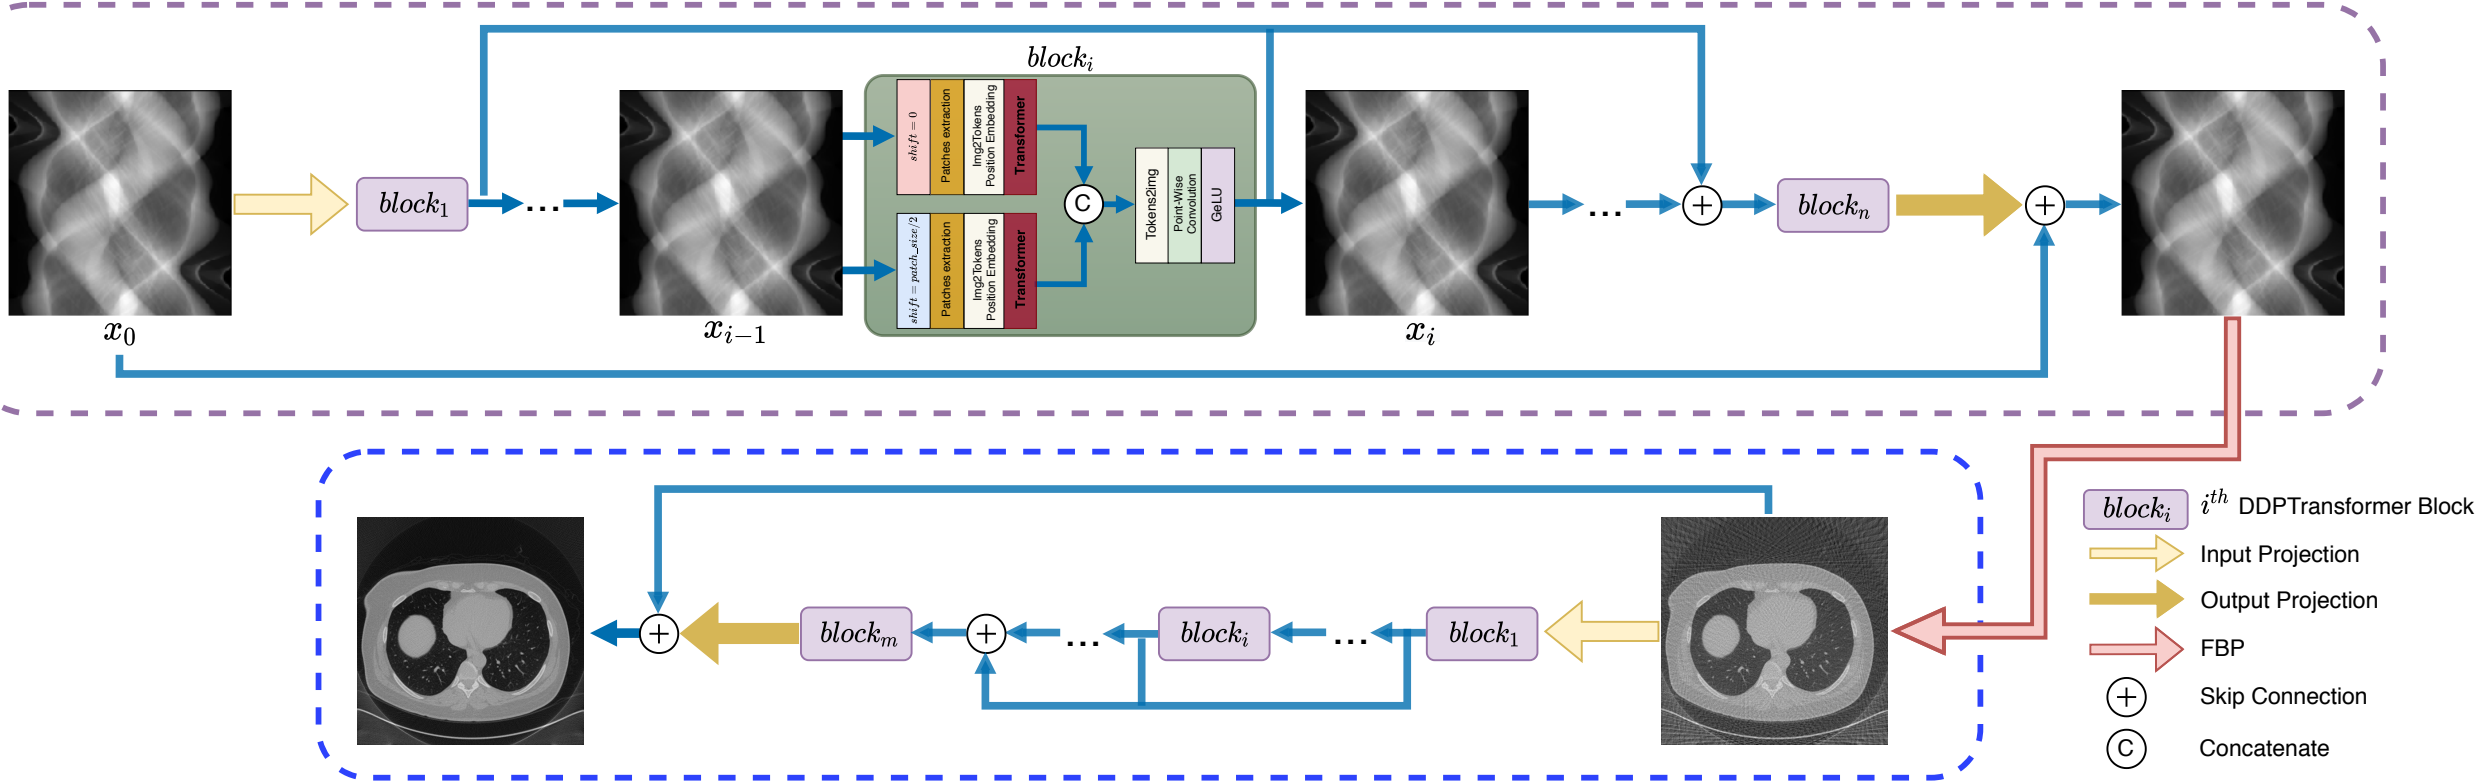 block_i
x_0
block_1
...
x_{i-1}
shift = 0
Patches extraction
Img2Tokens
Position Embedding
Transformer
shift = patch_size/2
Patches extraction
Img2Tokens
Position Embedding
Transformer
C
Tokens2img
Point-Wise
Convolution
GeLU
x_i
...
+
block_n
+
+
block_m
+
...
block_i
...
block_1
block_i i^{th} DDPTransformer Block
Input Projection
Output Projection
FBP
+ Skip Connection
C Concatenate